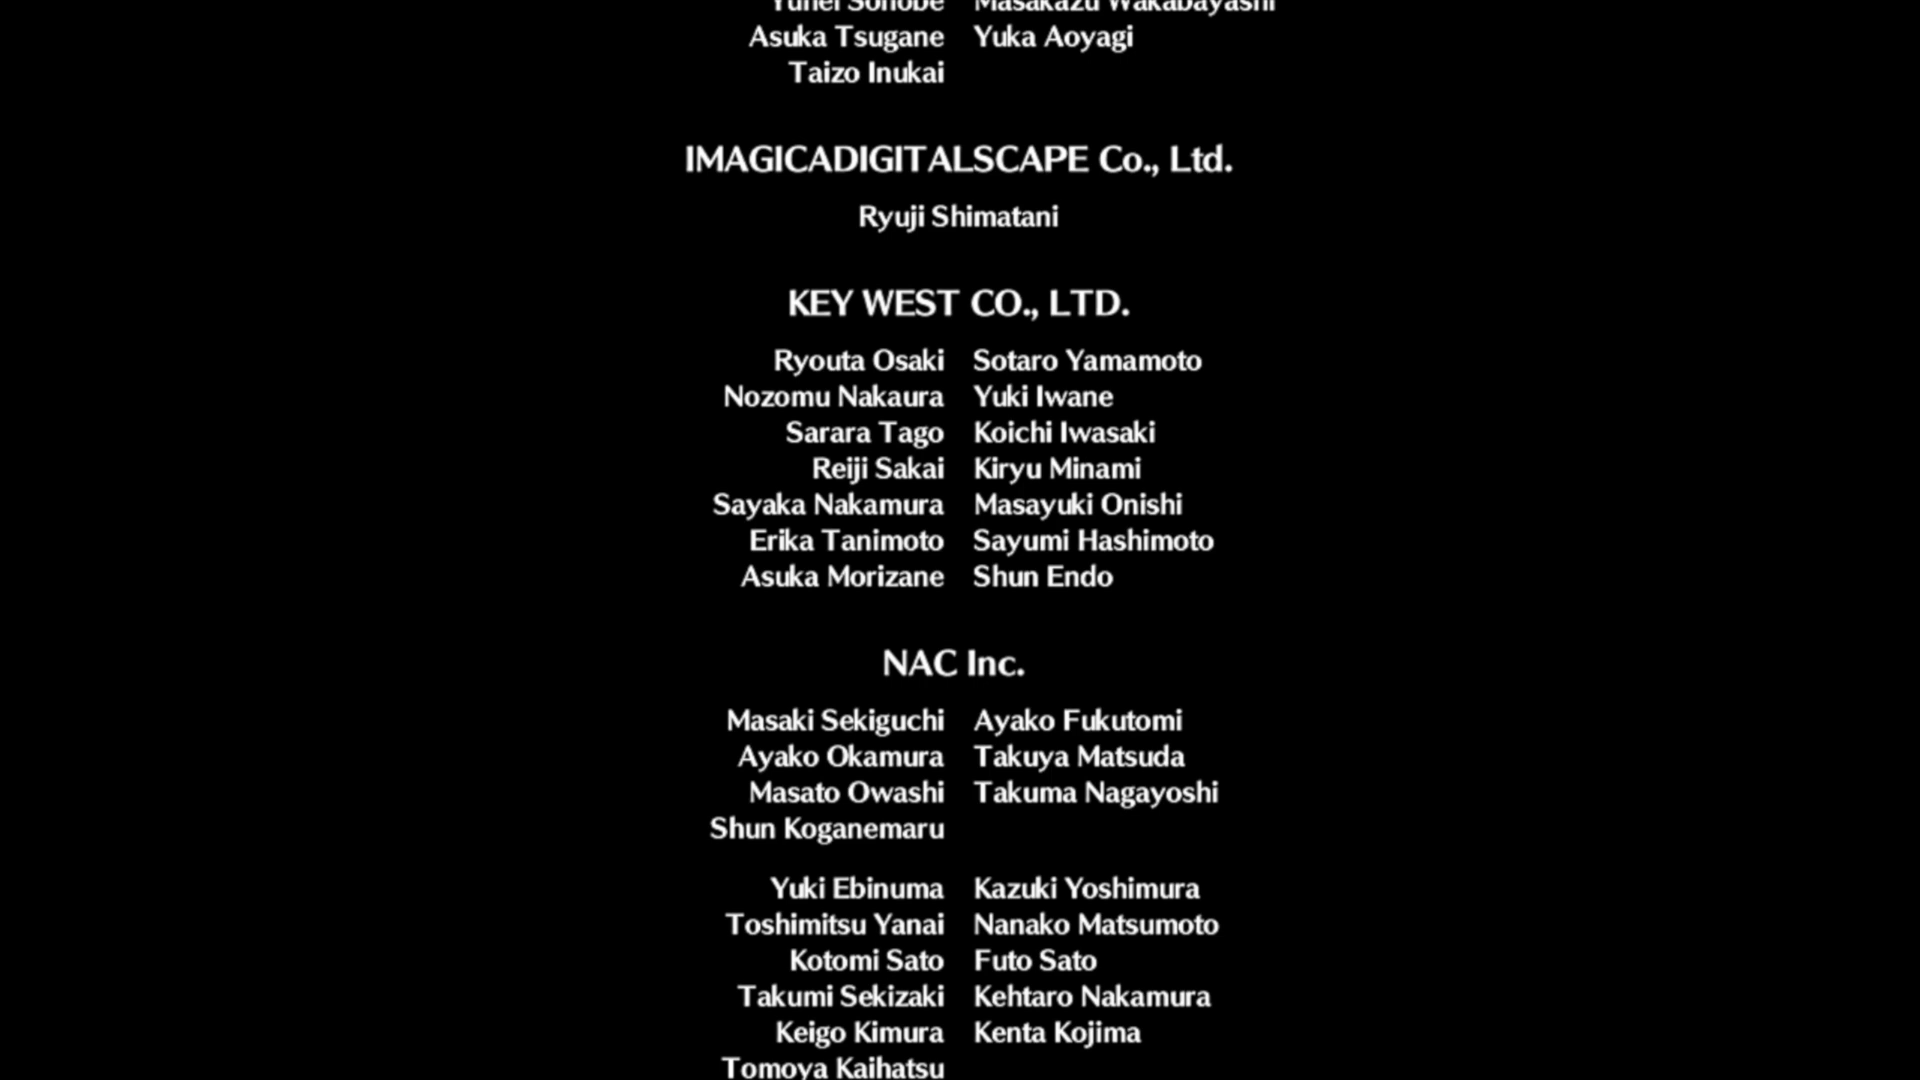 Yuhei Sonobe Masakazu Wakabayashi
Asuka Tsugane Yuka Aoyagi
Taizo Inukai
IMAGICADIGITALSCAPE Co., Ltd.
Ryuji Shimatani
KEY WEST CO., LTD.
Ryouta Osaki Sotaro Yamamoto
Nozomu Nakaura Yuki Iwane
Sarara Tago Koichi Iwasaki
Reiji Sakai Kiryu Minami
Sayaka Nakamura Masayuki Onishi
Erika Tanimoto Sayumi Hashimoto
Asuka Morizane Shun Endo
NAC Inc.
Masaki Sekiguchi Ayako Fukutomi
Ayako Okamura Takuya Matsuda
Masato Owashi Takuma Nagayoshi
Shun Koganemaru
Yuki Ebinuma Kazuki Yoshimura
Toshimitsu Yanai Nanako Matsumoto
Kotomi Sato Futo Sato
Takumi Sekizaki Kehtaro Nakamura
Keigo Kimura Kenta Kojima
Tomoya Kaihatsu